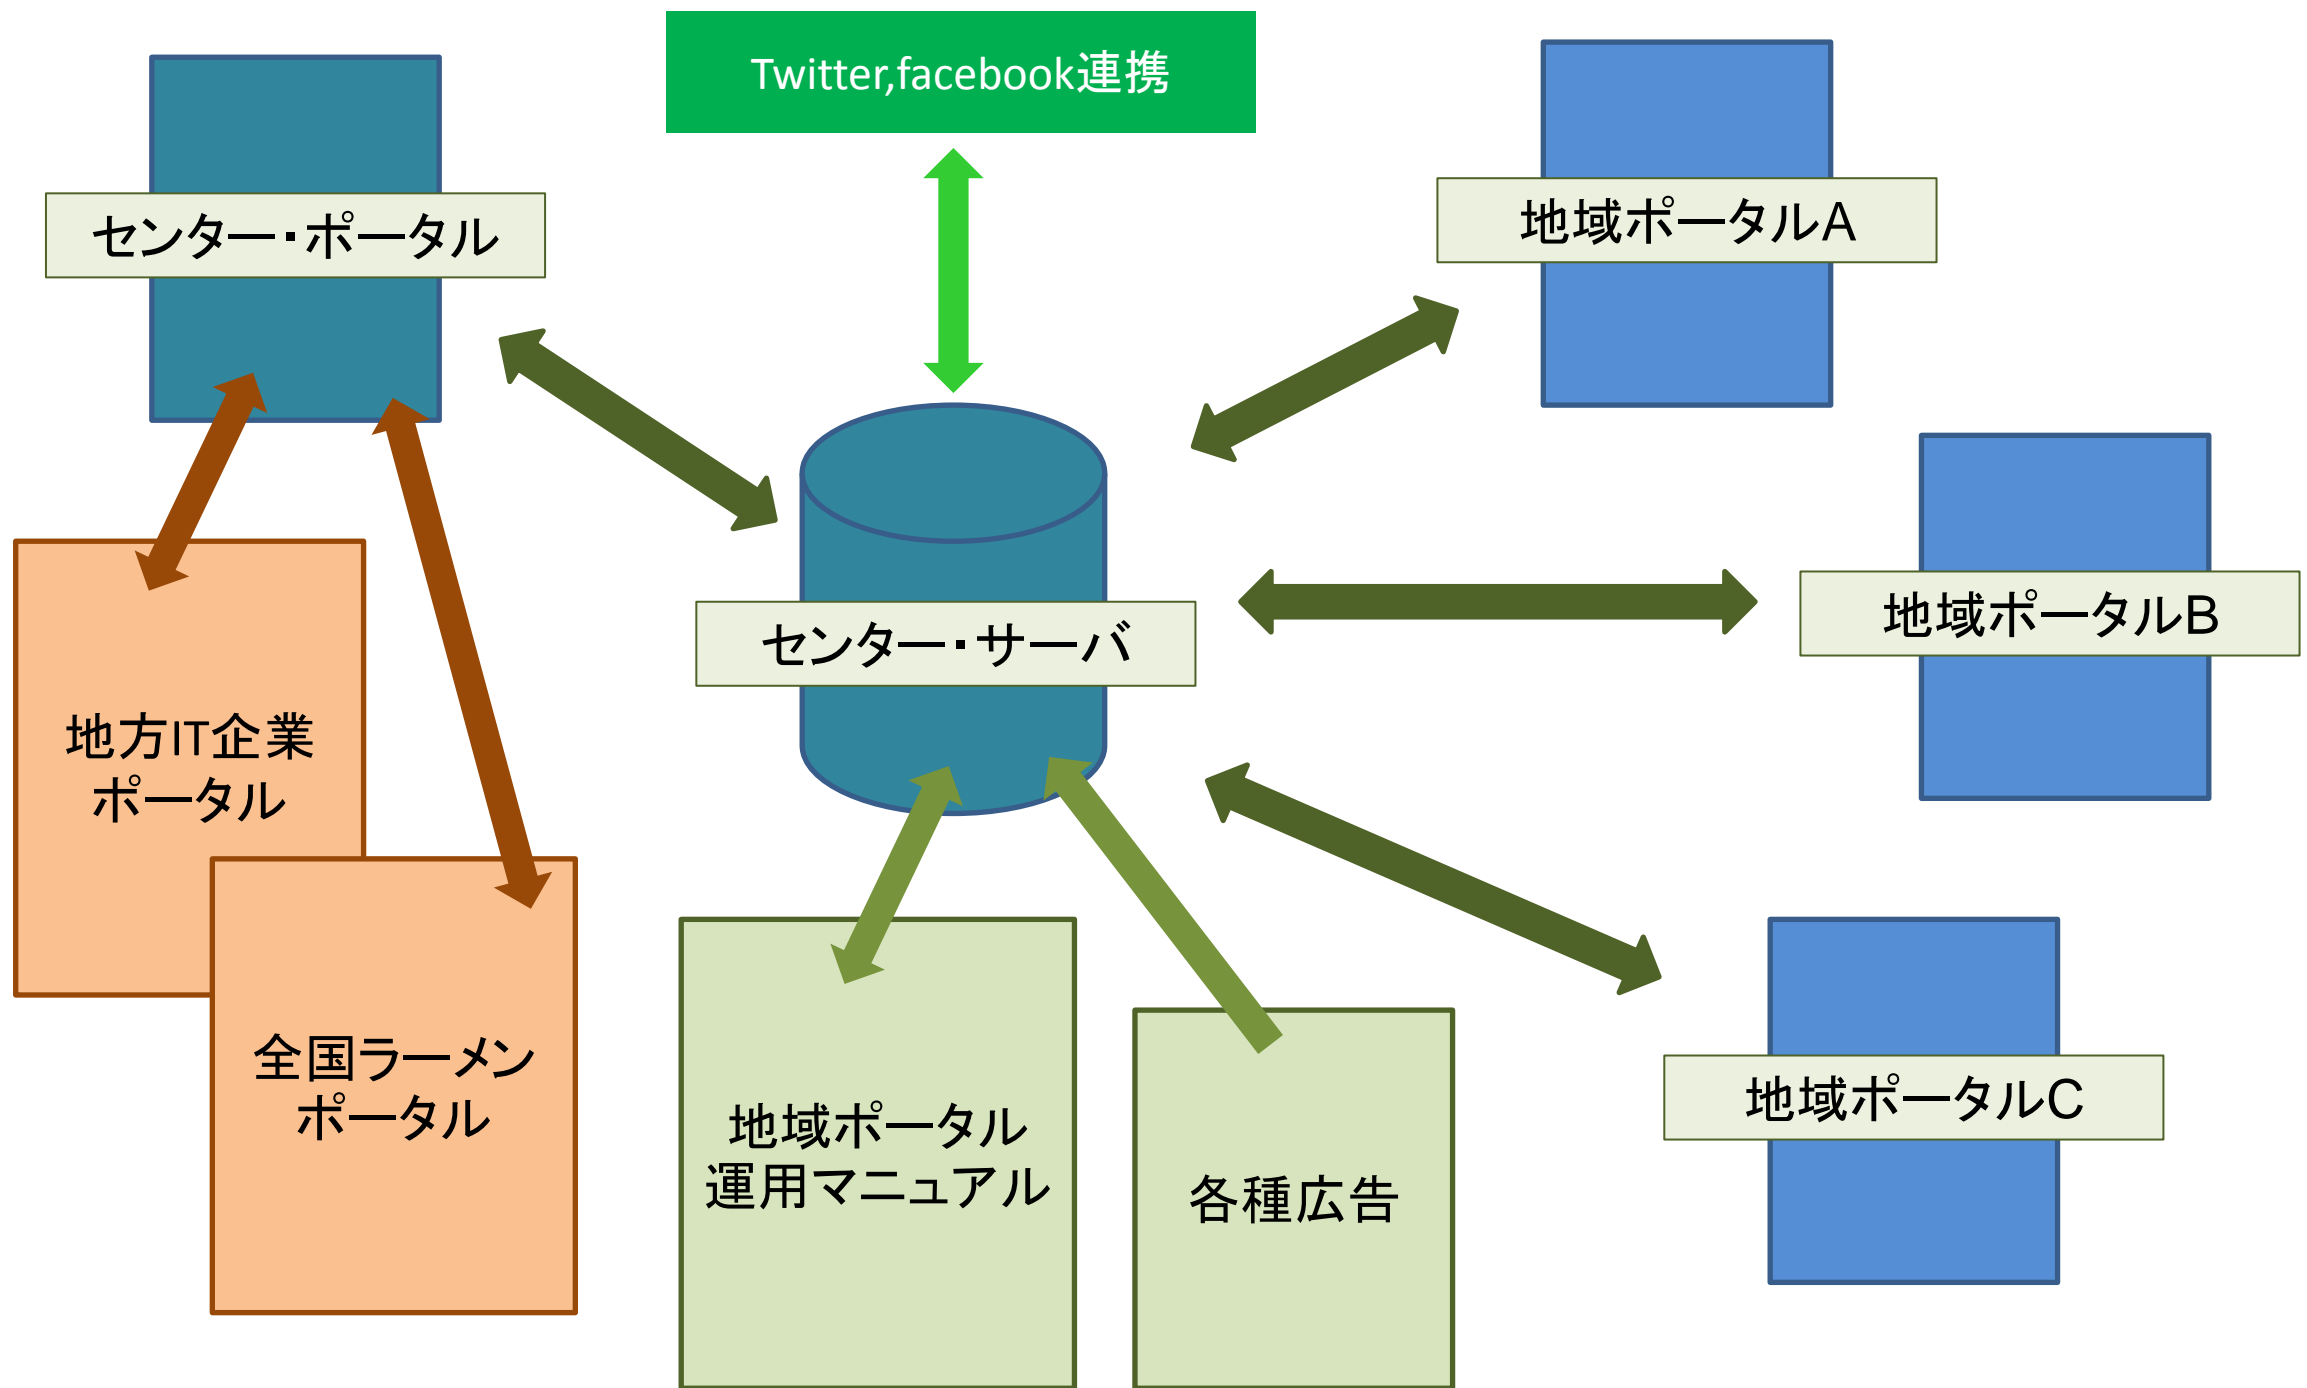 Twitter,facebook連携
センター・ポータル
地域ポータルA
センター・サーバ
地域ポータルB
地方IT企業
ポータル
全国ラーメン
ポータル
地域ポータル
運用マニュアル
各種広告
地域ポータルC